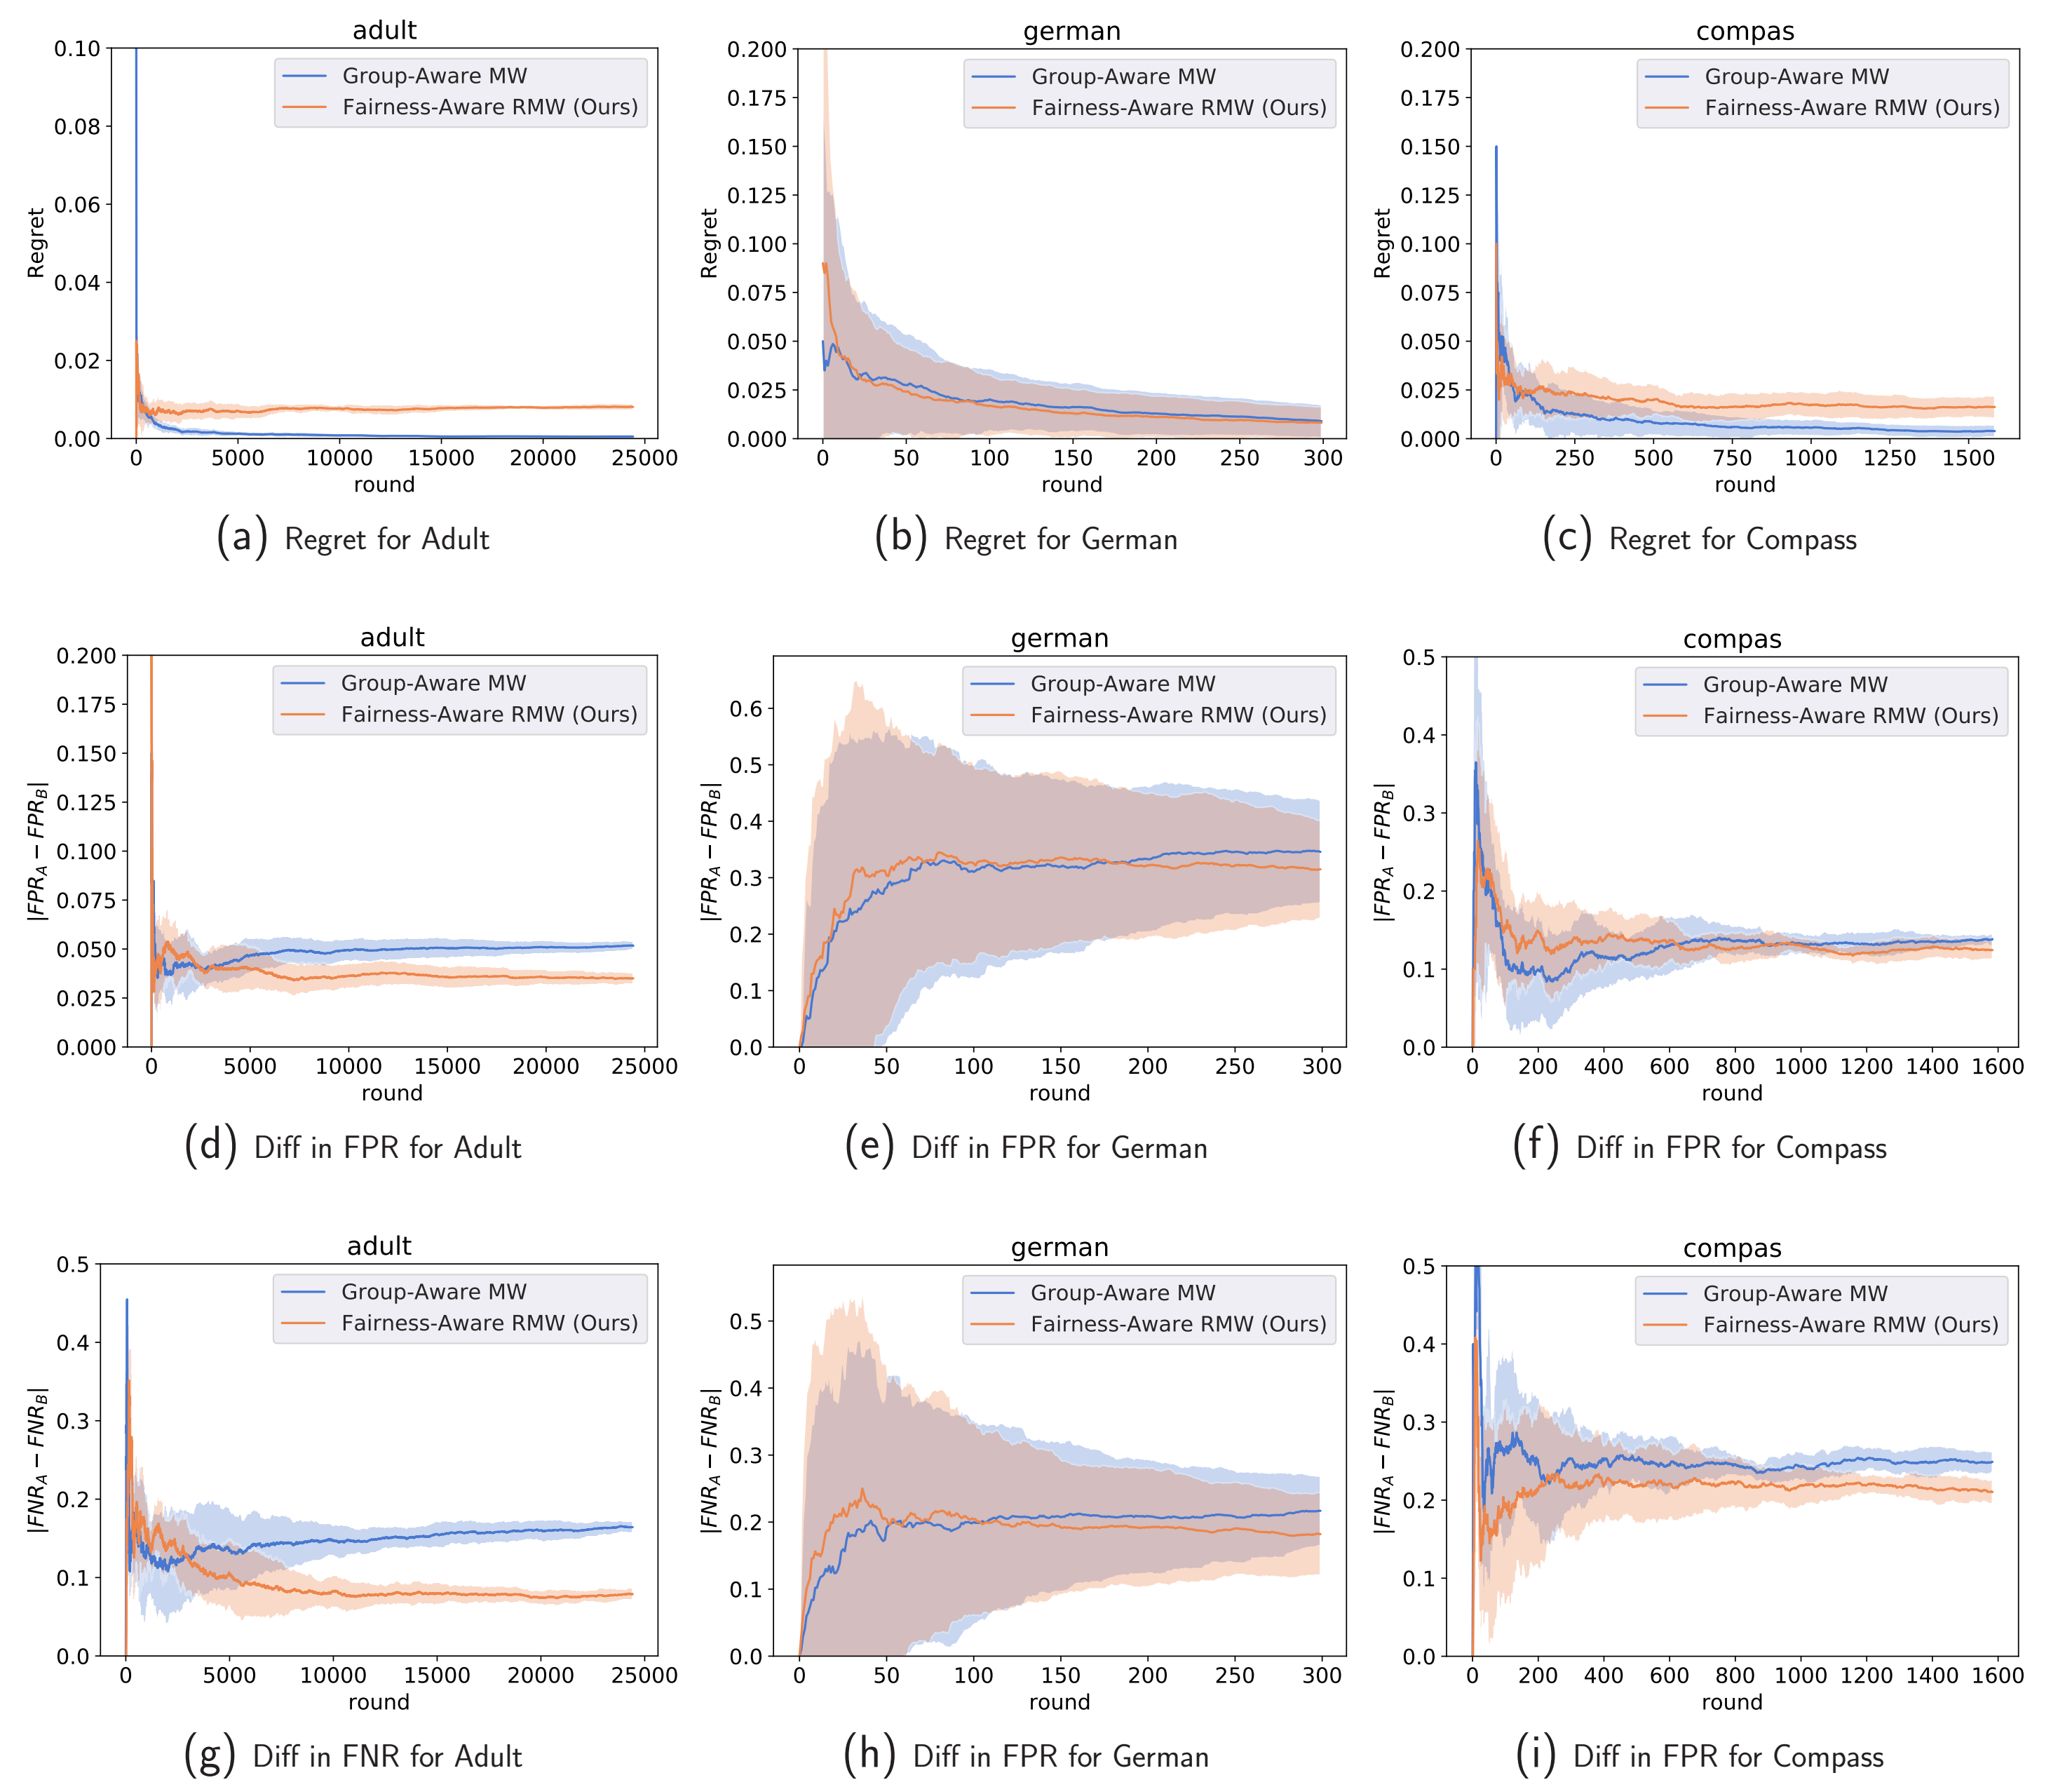 adult
0.10
0.08
0.06
0.04
0.02
0.00
Regret
Group-Aware MW
Fairness-Aware RMW (Ours)
0 5000 10000 15000 20000 25000
round
(a) Regret for Adult
german
0.200
0.175
0.150
0.125
0.100
0.075
0.050
0.025
0.000
Regret
Group-Aware MW
Fairness-Aware RMW (Ours)
0 50 100 150 200 250 300
round
(b) Regret for German
compas
0.200
0.175
0.150
0.125
0.100
0.075
0.050
0.025
0.000
Regret
Group-Aware MW
Fairness-Aware RMW (Ours)
0 250 500 750 1000 1250 1500
round
(c) Regret for Compass
adult
0.200
0.175
0.150
0.125
0.100
0.075
0.050
0.025
0.000
|FPR_A − FPR_B|
Group-Aware MW
Fairness-Aware RMW (Ours)
0 5000 10000 15000 20000 25000
round
(d) Diff in FPR for Adult
german
0.6
0.5
0.4
0.3
0.2
0.1
0.0
|FPR_A − FPR_B|
Group-Aware MW
Fairness-Aware RMW (Ours)
0 50 100 150 200 250 300
round
(e) Diff in FPR for German
compas
0.5
0.4
0.3
0.2
0.1
0.0
|FPR_A − FPR_B|
Group-Aware MW
Fairness-Aware RMW (Ours)
0 200 400 600 800 1000 1200 1400 1600
round
(f) Diff in FPR for Compass
adult
0.5
0.4
0.3
0.2
0.1
0.0
|FNR_A − FNR_B|
Group-Aware MW
Fairness-Aware RMW (Ours)
0 5000 10000 15000 20000 25000
round
(g) Diff in FNR for Adult
german
0.5
0.4
0.3
0.2
0.1
0.0
|FNR_A − FNR_B|
Group-Aware MW
Fairness-Aware RMW (Ours)
0 50 100 150 200 250 300
round
(h) Diff in FPR for German
compas
0.5
0.4
0.3
0.2
0.1
0.0
|FNR_A − FNR_B|
Group-Aware MW
Fairness-Aware RMW (Ours)
0 200 400 600 800 1000 1200 1400 1600
round
(i) Diff in FPR for Compass